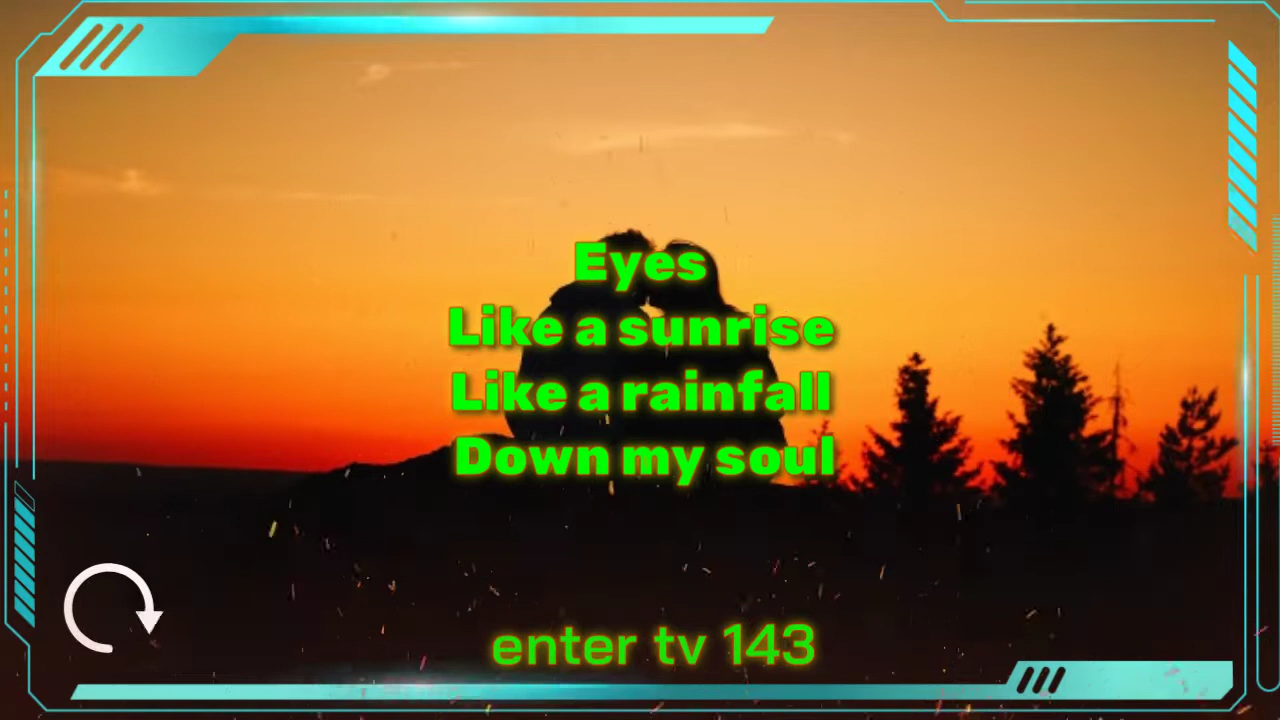 Eyes
Like a sunrise
Like a rainfall
Down my soul
enter tv 143